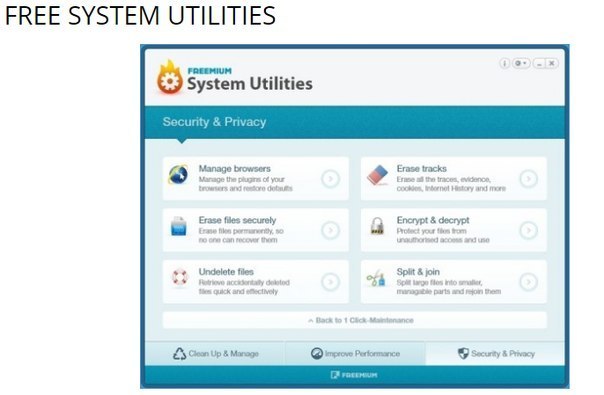 FREE SYSTEM UTILITIES
FREEMIUM
System Utilities
Security & Privacy
Manage browsers
Manage the plugins of your
browsers and restore defaults
Erase tracks
Erase all the traces, evidence,
cookies, Internet History and more
Erase files securely
Erase files permanently, so
no one can recover them
Encrypt & decrypt
Protect your files from
unauthorised access and use
Undelete files
Retrieve accidentally deleted
files quick and effectively
Split & join
Split large files into smaller,
managable parts and rejoin them
Back to 1 Click-Maintenance
Clean Up & Manage
Improve Performance
Security & Privacy
FREEMIUM